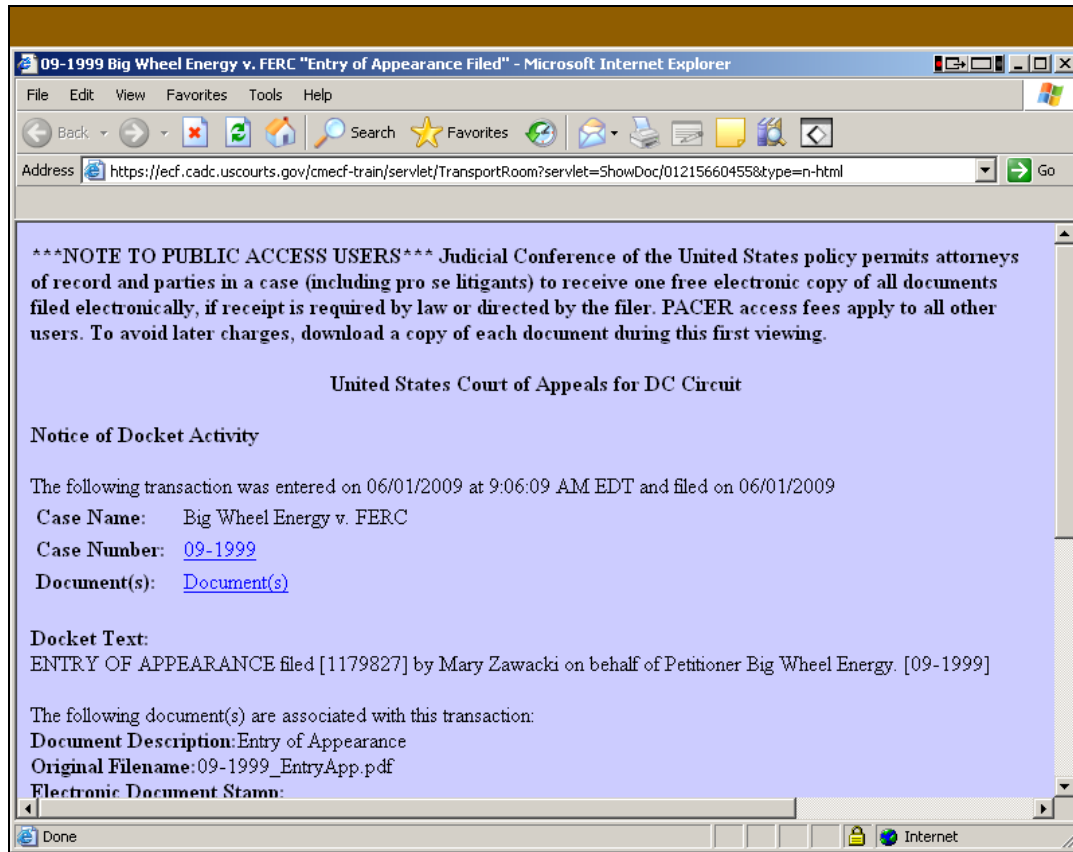 09-1999 Big Wheel Energy v. FERC "Entry of Appearance Filed" - Microsoft Internet Explorer
File Edit View Favorites Tools Help
Back Search Favorites
Address https://ecf.cadc.uscourts.gov/cmecf-train/servlet/TransportRoom?servlet=ShowDoc/01215660455&type=n-html Go
***NOTE TO PUBLIC ACCESS USERS*** Judicial Conference of the United States policy permits attorneys
of record and parties in a case (including pro se litigants) to receive one free electronic copy of all documents
filed electronically, if receipt is required by law or directed by the filer. PACER access fees apply to all other
users. To avoid later charges, download a copy of each document during this first viewing.
United States Court of Appeals for DC Circuit
Notice of Docket Activity
The following transaction was entered on 06/01/2009 at 9:06:09 AM EDT and filed on 06/01/2009
Case Name: Big Wheel Energy v. FERC
Case Number: 09-1999
Document(s): Document(s)
Docket Text:
ENTRY OF APPEARANCE filed [1179827] by Mary Zawacki on behalf of Petitioner Big Wheel Energy. [09-1999]
The following document(s) are associated with this transaction:
Document Description:Entry of Appearance
Original Filename:09-1999_EntryApp.pdf
Electronic Document Stamp:
Done Internet